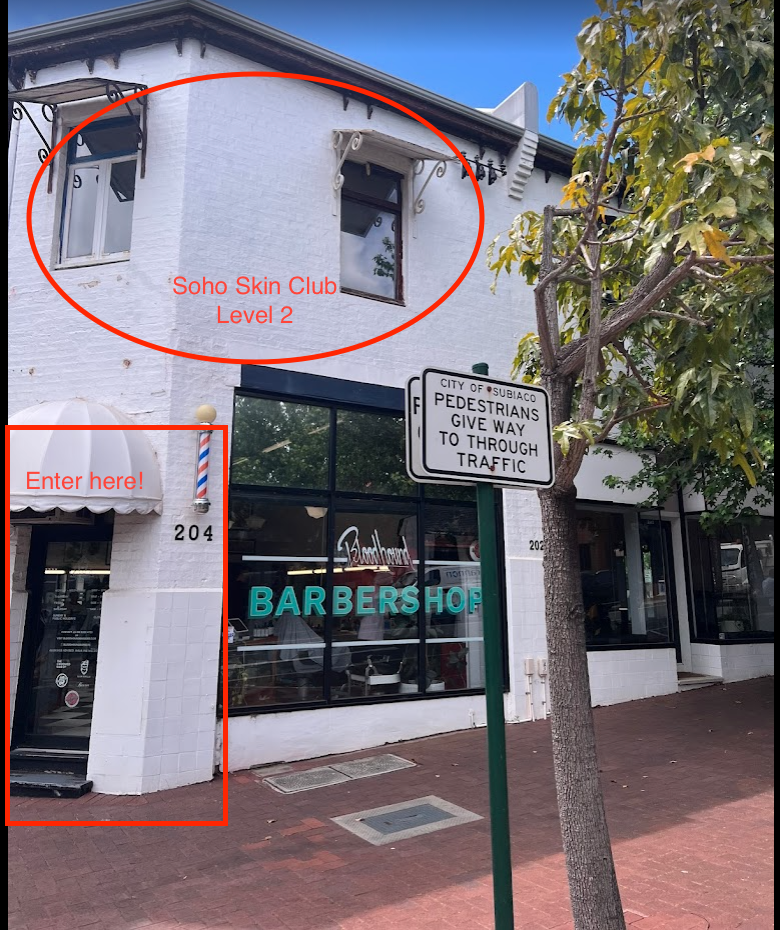 Soho Skin Club
Level 2
CITY OF SUBIACO
PEDESTRIANS
GIVE WAY
TO THROUGH
TRAFFIC
Enter here!
204
202
Bloodhound
BARBERSHOP